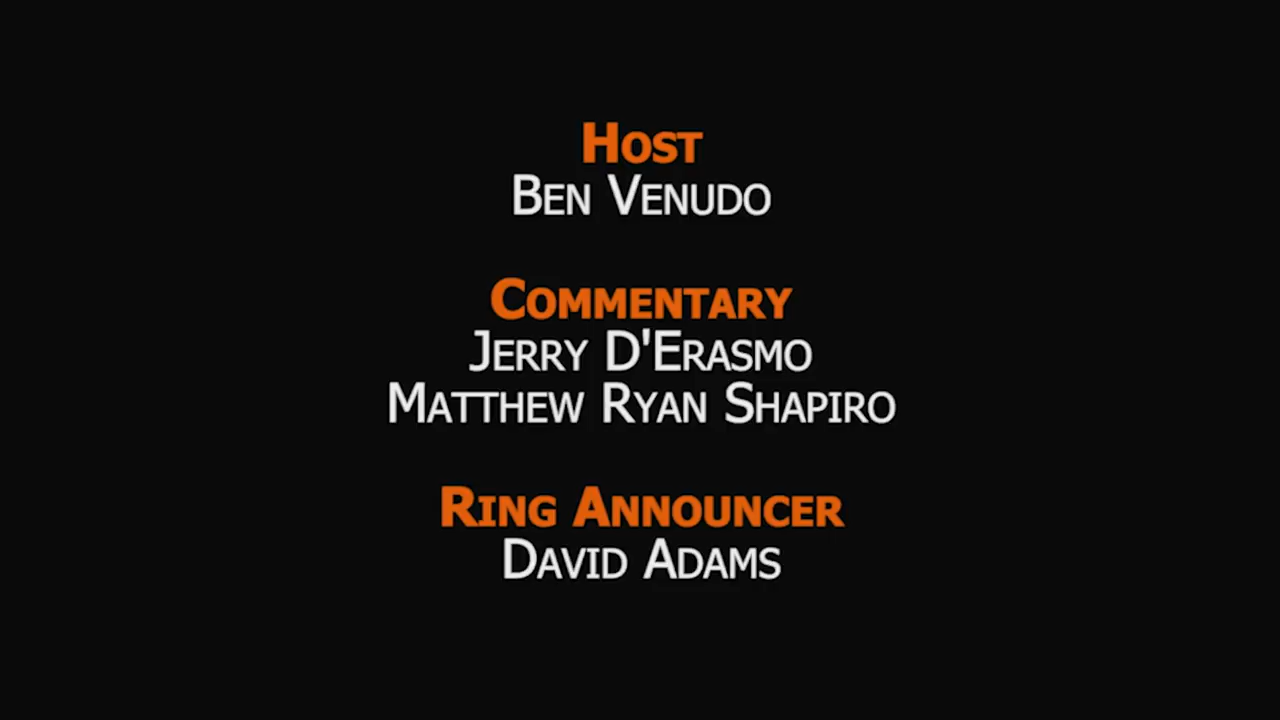 Host
Ben Venudo
Commentary
Jerry D'Erasmo
Matthew Ryan Shapiro
Ring Announcer
David Adams